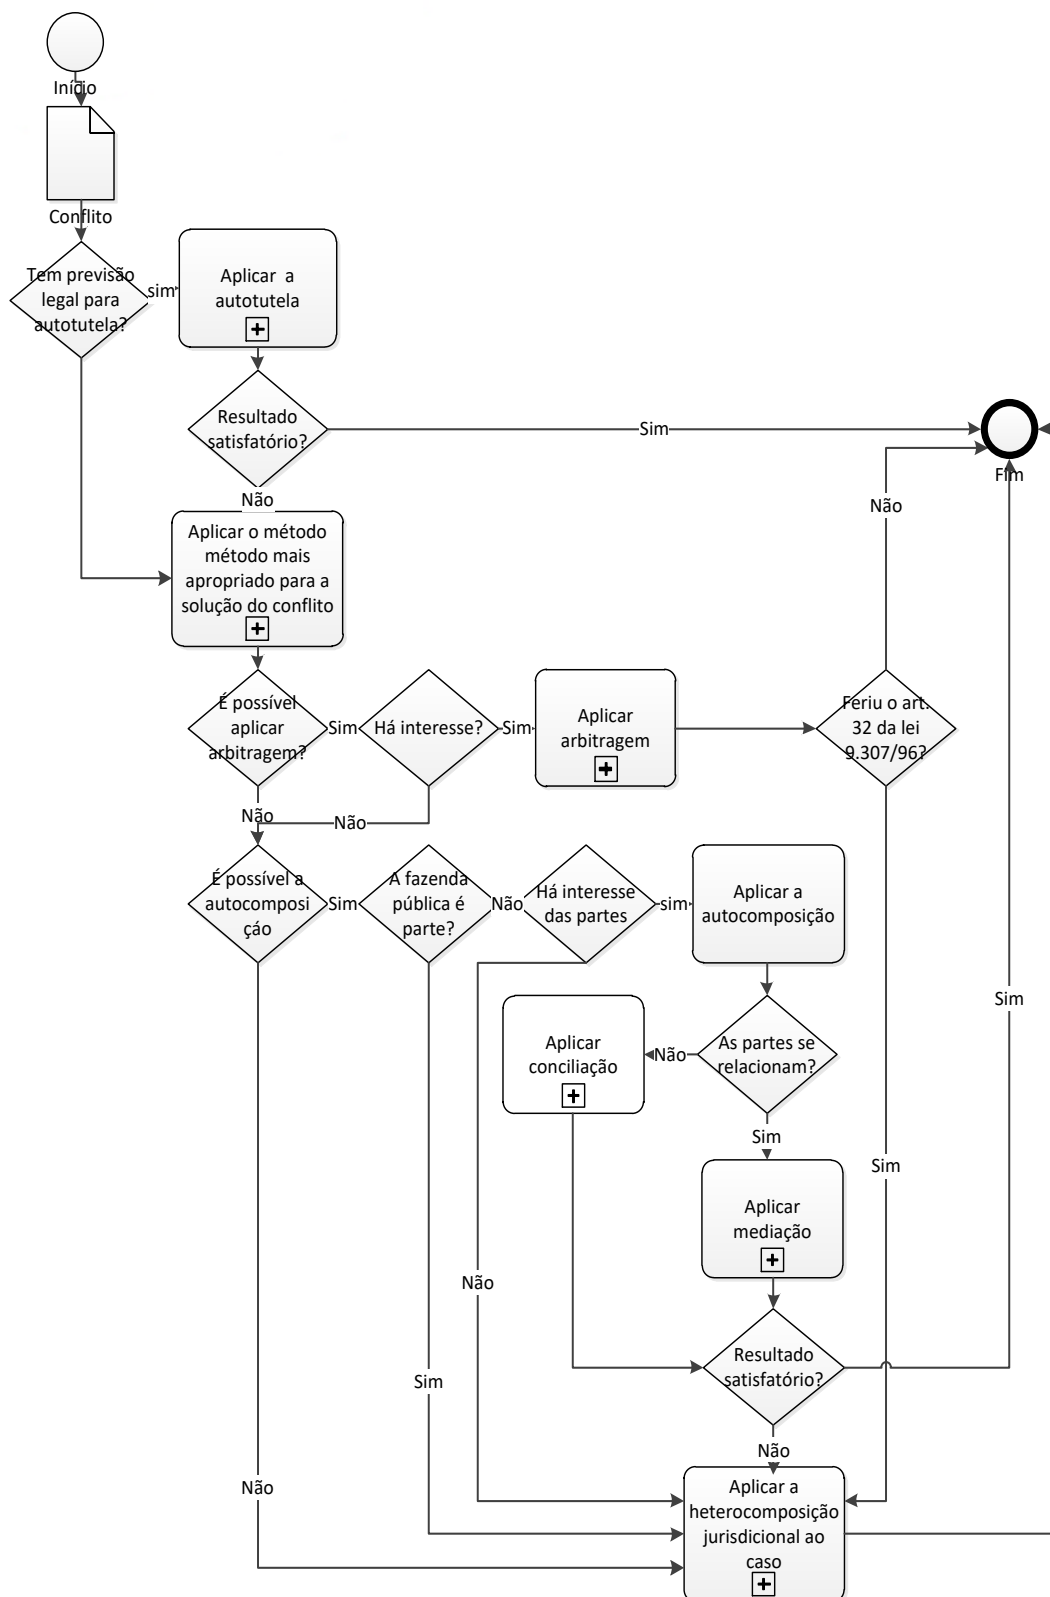 Início
Conflito
Tem previsão
legal para
autotutela?
sim
Aplicar a
autotutela
Resultado
satisfatório?
Sim
Fim
Não
Não
Aplicar o método
método mais
apropriado para a
solução do conflito
É possível
aplicar
arbitragem?
Sim
Há interesse?
Sim
Aplicar
arbitragem
Feriu o art.
32 da lei
9.307/96?
Não
Não
É possível a
autocomposi
çáo
Sim
A fazenda
pública é
parte?
Não
Há interesse
das partes
sim
Aplicar a
autocomposição
Sim
Aplicar
conciliação
Não
As partes se
relacionam?
Sim
Sim
Aplicar
mediação
Não
Sim
Resultado
satisfatório?
Não
Não
Aplicar a
heterocomposição
jurisdicional ao
caso